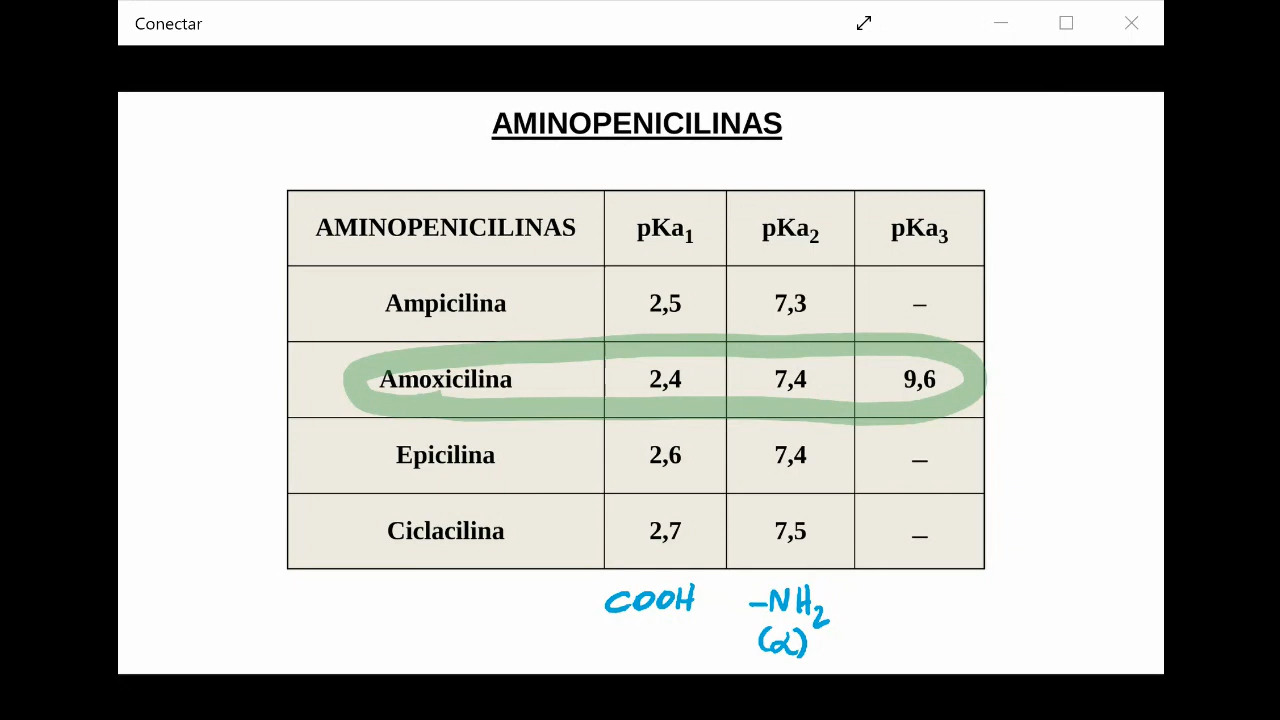 Conectar
AMINOPENICILINAS
AMINOPENICILINAS pKa₁ pKa₂ pKa₃
Ampicilina 2,5 7,3 –
Amoxicilina 2,4 7,4 9,6
Epicilina 2,6 7,4 –
Ciclacilina 2,7 7,5 –
COOH -NH₂
(α)